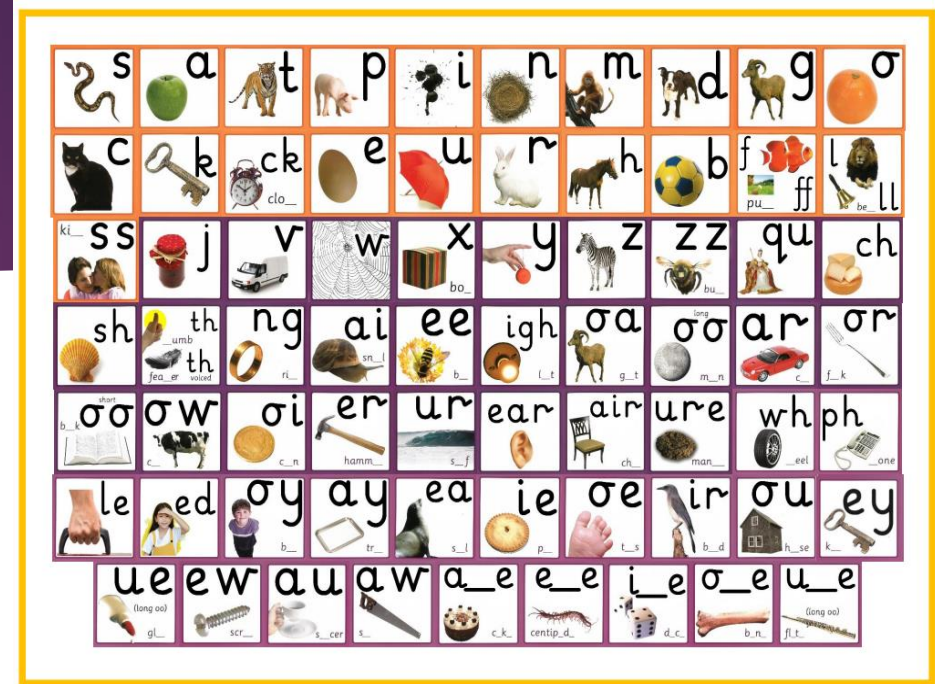 s a t p i n m d g o
c k ck clo_ e u r h b f ff pu_ l ll be_
ki_ ss j v w x bo_ y z zz bu_ qu ch
sh th _umb th voiced fea_er ng ri_ ai sn_l ee b_ igh l_t oa g_t long oo m_n ar c_ or f_k
short oo b_k ow c_ oi c_n er hamm_ ur s_f ear air ch_ ure man_ wh _eel ph _one
le ed oy b_ ay tr_ ea s_l ie p_ oe t_s ir b_d ou h_se ey k_
ue (long oo) gl_ ew scr_ au s_cer aw s_ a_e c_k_ e_e centip_d_ i_e d_c_ o_e b_n_ u_e (long oo) fl_t_